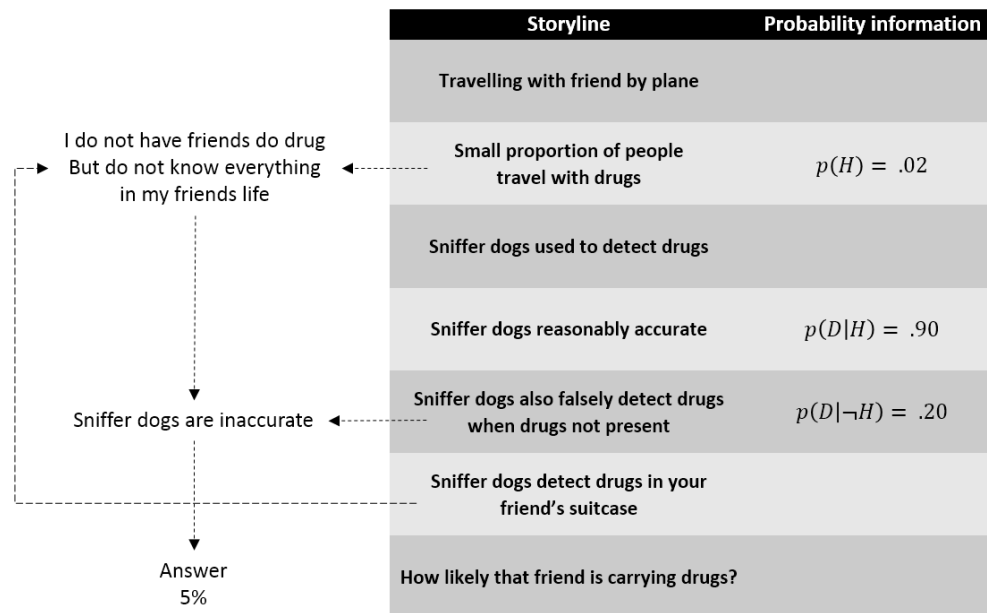 Storyline Probability information
Travelling with friend by plane
I do not have friends do drug
But do not know everything
in my friends life
Small proportion of people
travel with drugs
p(H) = .02
Sniffer dogs used to detect drugs
Sniffer dogs reasonably accurate
p(D|H) = .90
Sniffer dogs are inaccurate
Sniffer dogs also falsely detect drugs
when drugs not present
p(D|¬H) = .20
Sniffer dogs detect drugs in your
friend’s suitcase
Answer
5%
How likely that friend is carrying drugs?